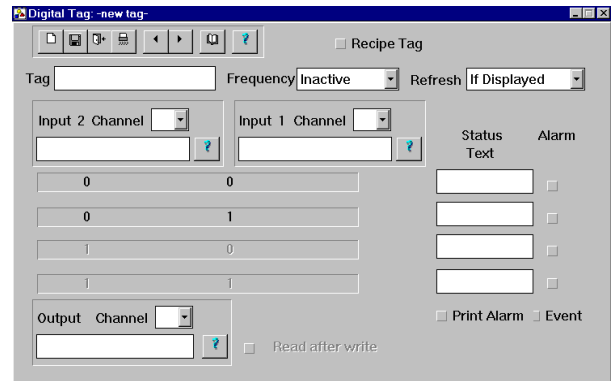 Digital Tag: -new tag-
Recipe Tag
Tag Frequency Inactive Refresh If Displayed
Input 2 Channel Input 1 Channel
Status Text Alarm
0 0
0 1
1 0
1 1
Output Channel
Print Alarm Event
Read after write